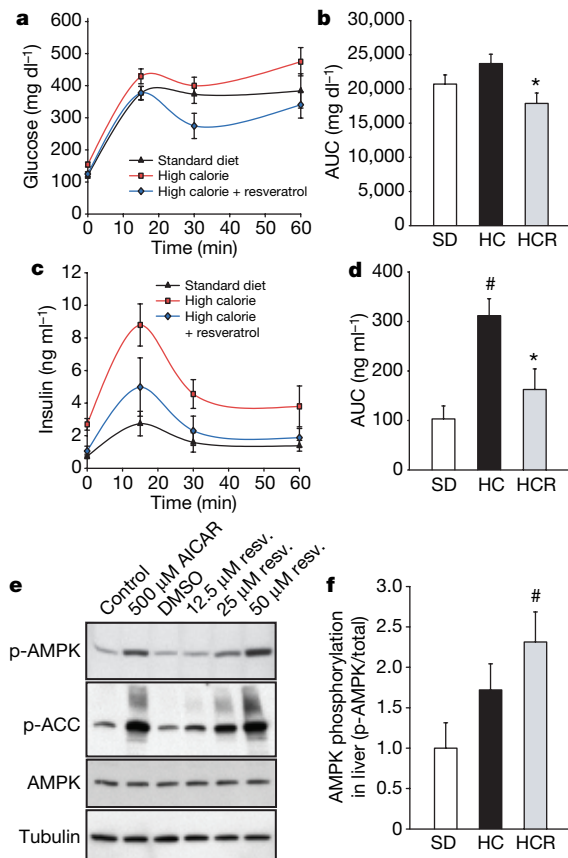 a
Glucose (mg dl⁻¹)
600
500
400
300
200
100
0
0 15 30 45 60
Time (min)
Standard diet
High calorie
High calorie + resveratrol
b
AUC (mg dl⁻¹)
30,000
25,000
20,000
15,000
10,000
5,000
0
*
SD HC HCR
c
Insulin (ng ml⁻¹)
12
10
8
6
4
2
0
0 15 30 45 60
Time (min)
Standard diet
High calorie
High calorie
+ resveratrol
d
AUC (ng ml⁻¹)
400
300
200
100
0
#
*
SD HC HCR
e
Control
500 μM AICAR
DMSO
12.5 μM resv.
25 μM resv.
50 μM resv.
p-AMPK
p-ACC
AMPK
Tubulin
f
AMPK phosphorylation
in liver (p-AMPK/total)
3.0
2.5
2.0
1.5
1.0
0.5
0
#
SD HC HCR